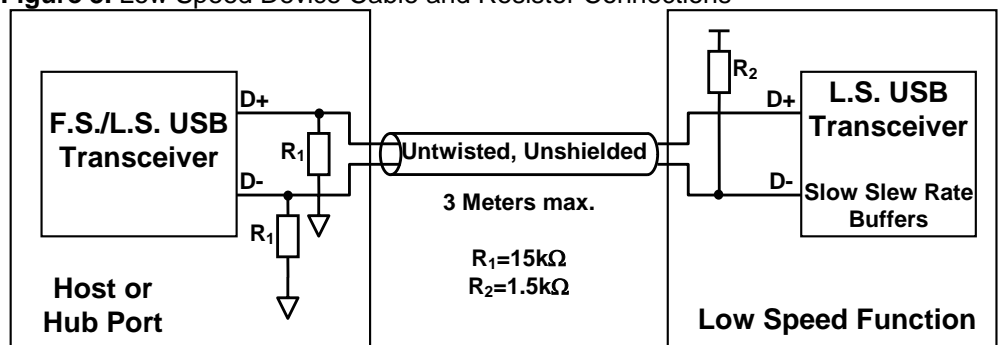 Figure 5. Low Speed Device Cable and Resistor Connections
F.S./L.S. USB
Transceiver
D+
D-
R1
R1
Host or
Hub Port
Untwisted, Unshielded
3 Meters max.
R1=15kΩ
R2=1.5kΩ
R2
D+
D-
L.S. USB
Transceiver
Slow Slew Rate
Buffers
Low Speed Function